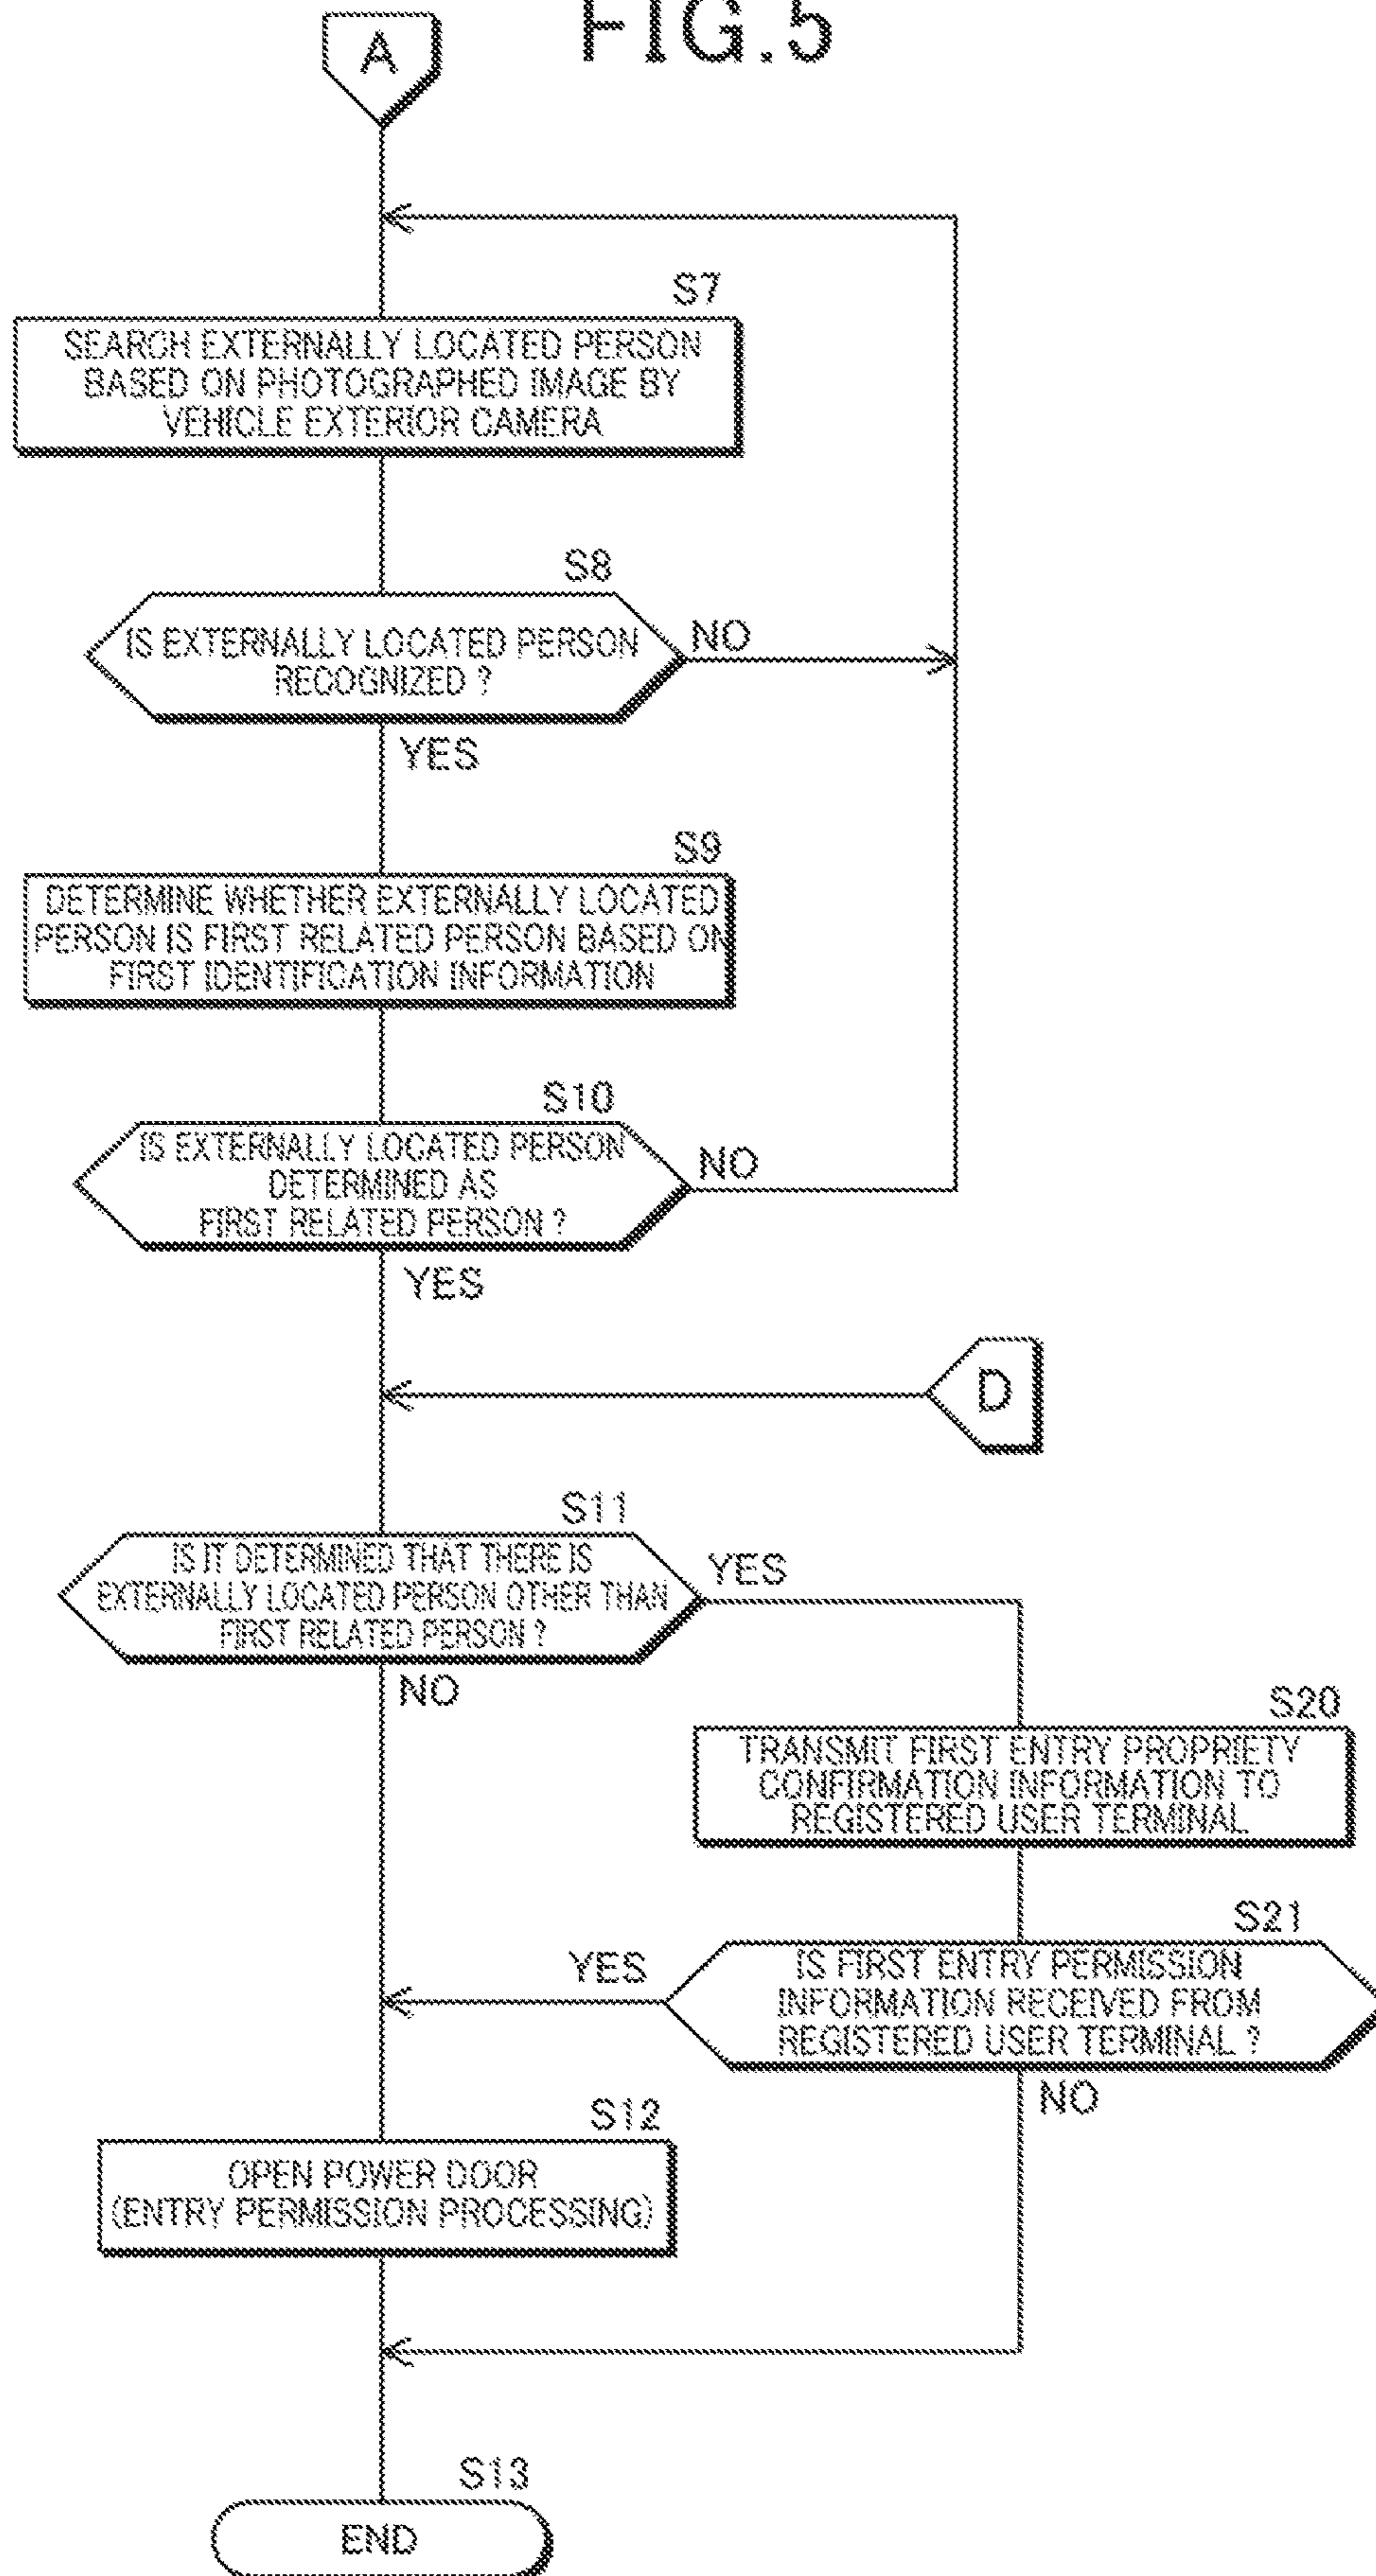 FIG.5
A
S7
SEARCH EXTERNALLY LOCATED PERSON
BASED ON PHOTOGRAPHED IMAGE BY
VEHICLE EXTERIOR CAMERA
S8
IS EXTERNALLY LOCATED PERSON
RECOGNIZED ?
NO
YES
S9
DETERMINE WHETHER EXTERNALLY LOCATED
PERSON IS FIRST RELATED PERSON BASED ON
FIRST IDENTIFICATION INFORMATION
S10
IS EXTERNALLY LOCATED PERSON
DETERMINED AS
FIRST RELATED PERSON ?
NO
YES
D
S11
IS IT DETERMINED THAT THERE IS
EXTERNALLY LOCATED PERSON OTHER THAN
FIRST RELATED PERSON ?
YES
NO
S20
TRANSMIT FIRST ENTRY PROPRIETY
CONFIRMATION INFORMATION TO
REGISTERED USER TERMINAL
S21
IS FIRST ENTRY PERMISSION
INFORMATION RECEIVED FROM
REGISTERED USER TERMINAL ?
YES
NO
S12
OPEN POWER DOOR
(ENTRY PERMISSION PROCESSING)
S13
END